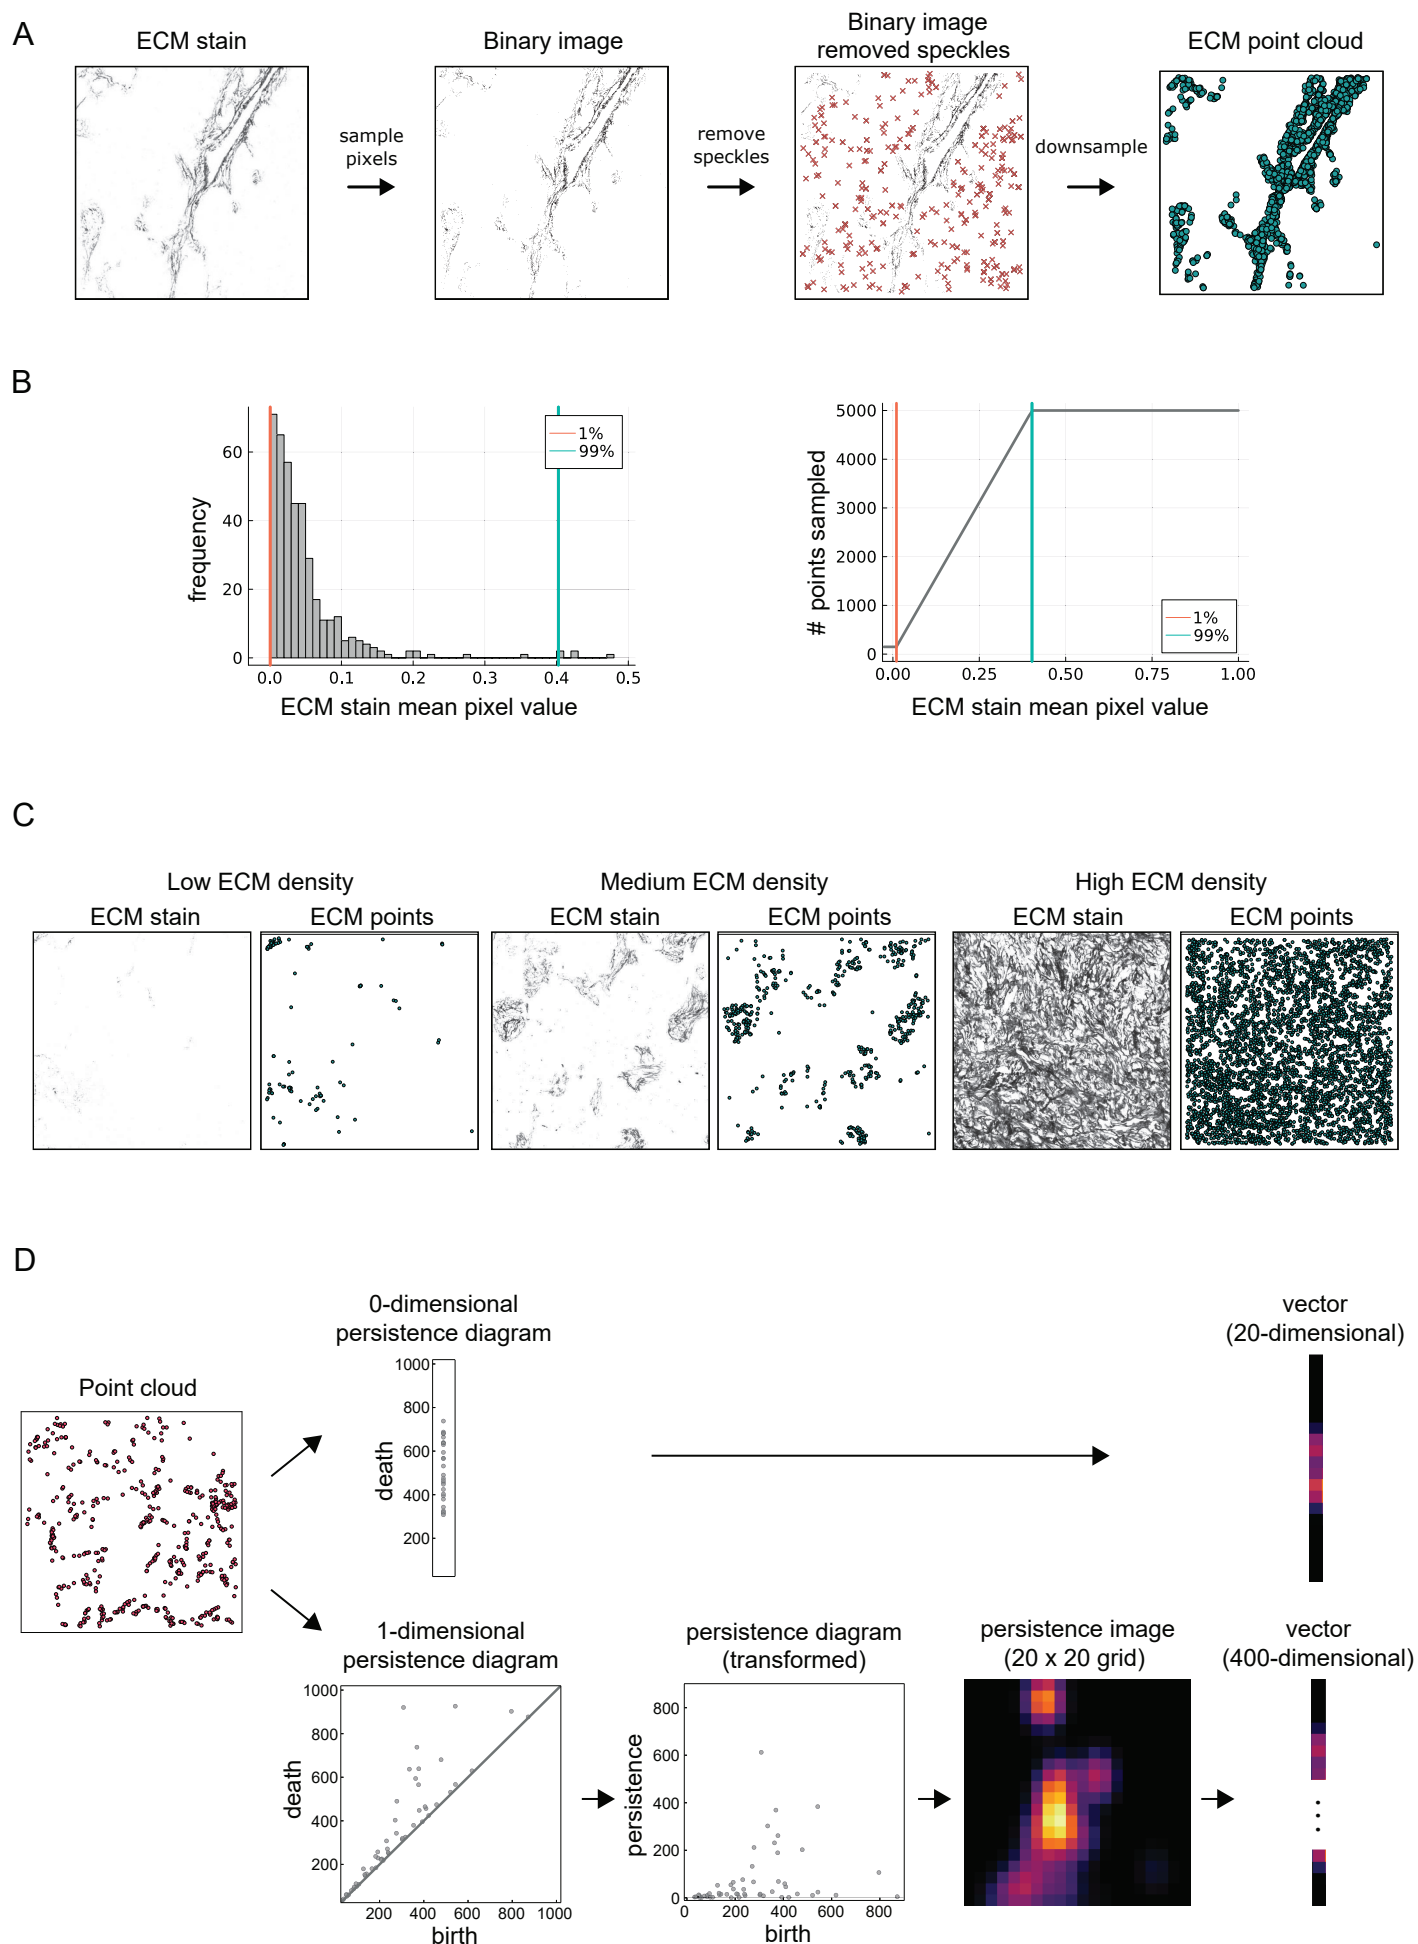 A
ECM stain
Binary image
Binary image
removed speckles
ECM point cloud
sample
pixels
remove
speckles
downsample
B
60
40
20
0
frequency
0.0
0.1
0.2
0.3
0.4
0.5
ECM stain mean pixel value
1%
99%
5000
4000
3000
2000
1000
0
# points sampled
0.00
0.25
0.50
0.75
1.00
ECM stain mean pixel value
1%
99%
C
Low ECM density
Medium ECM density
High ECM density
ECM stain
ECM points
ECM stain
ECM points
ECM stain
ECM points
D
Point cloud
0-dimensional
persistence diagram
1000
800
600
400
200
death
vector
(20-dimensional)
1-dimensional
persistence diagram
1000
800
600
400
200
death
200
400
600
800
1000
birth
persistence diagram
(transformed)
800
600
400
200
0
persistence
0
200
400
600
800
birth
persistence image
(20 x 20 grid)
vector
(400-dimensional)